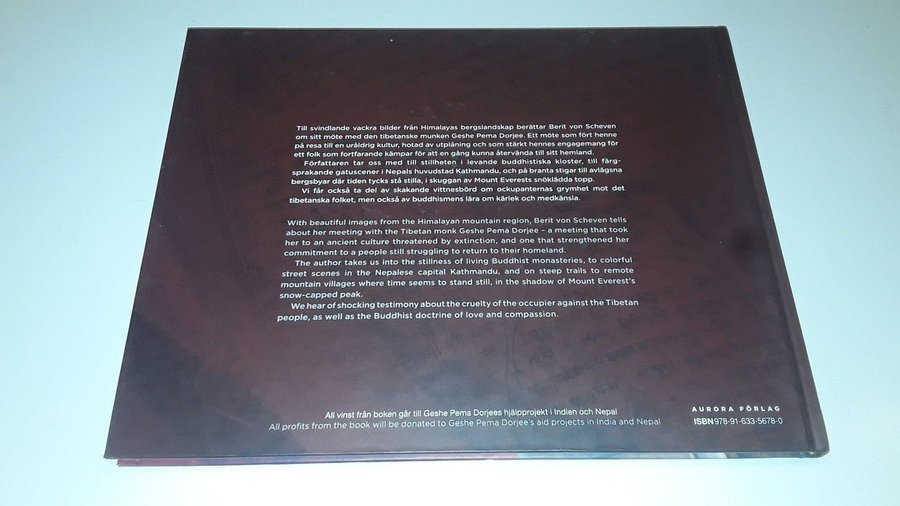 Till svindlande vackra bilder från Himalayas bergslandskap berättar Berit von Scheven
om sitt möte med den tibetanske munken Geshe Pema Dorjee. Ett möte som fört henne
på resa till en uråldrig kultur, hotad av utplåning och som stärkt hennes engagemang för
ett folk som fortfarande kämpar för att en gång kunna återvända till sitt hemland.
Författaren tar oss med till stillheten i levande buddhistiska kloster, till färg-
sprakande gatuscener i Nepals huvudstad Kathmandu, och på branta stigar till avlägsna
bergsbyar där tiden tycks stå stilla, i skuggan av Mount Everests snöklädda topp.
Vi får också ta del av skakande vittnesbörd om ockupanternas grymhet mot det
tibetanska folket, men också av buddhismens lära om kärlek och medkänsla.
With beautiful images from the Himalayan mountain region, Berit von Scheven tells
about her meeting with the Tibetan monk Geshe Pema Dorjee – a meeting that took
her to an ancient culture threatened by extinction, and one that strengthened her
commitment to a people still struggling to return to their homeland.
The author takes us into the stillness of living Buddhist monasteries, to colorful
street scenes in the Nepalese capital Kathmandu, and on steep trails to remote
mountain villages where time seems to stand still, in the shadow of Mount Everest's
snow-capped peak.
We hear of shocking testimony about the cruelty of the occupier against the Tibetan
people, as well as the Buddhist doctrine of love and compassion.
All vinst från boken går till Geshe Pema Dorjees hjälpprojekt i Indien och Nepal
All profits from the book will be donated to Geshe Pema Dorjee's aid projects in India and Nepal
AURORA FÖRLAG
ISBN 978-91-633-5678-0